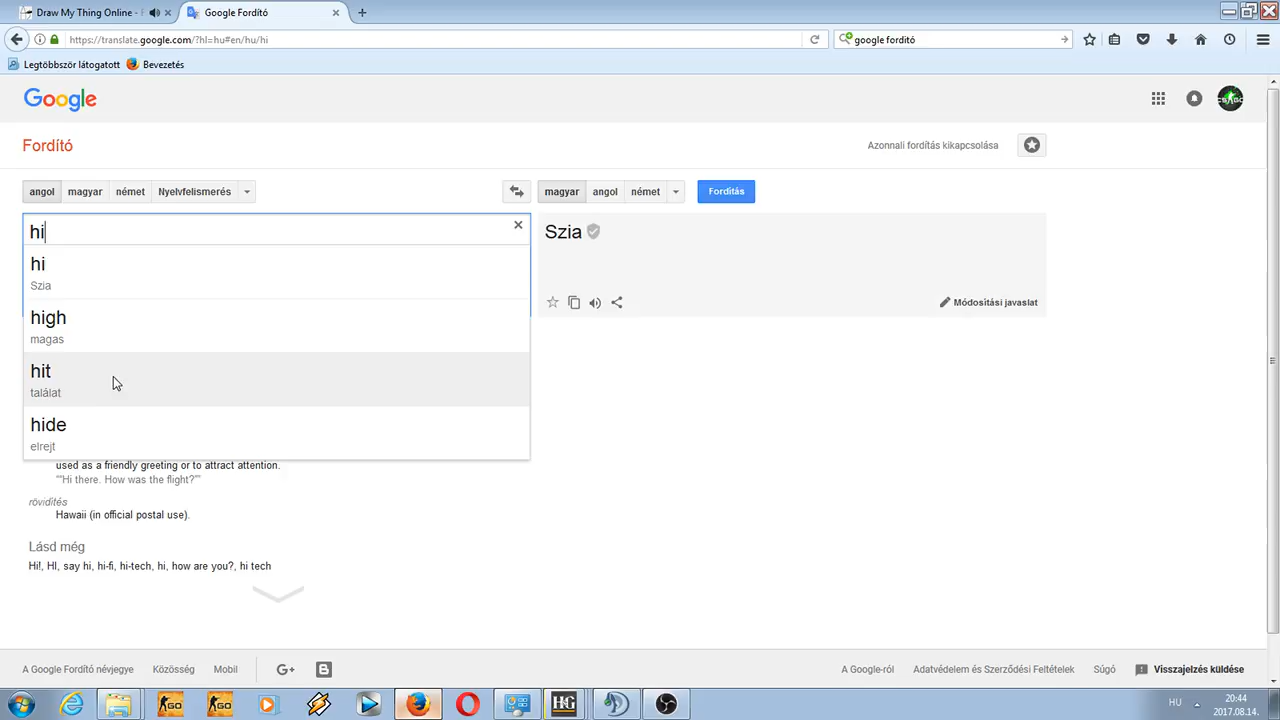 Draw My Thing Online - F
Google Fordító
https://translate.google.com/?hl=hu#en/hu/hi
google forditó
Legtöbbször látogatott
Bevezetés
Google
Fordító
Azonnali fordítás kikapcsolása
angol magyar német Nyelvfelismerés
magyar angol német Fordítás
hi
Szia
hi
Szia
high
magas
hit
találat
hide
elrejt
Módosítási javaslat
used as a friendly greeting or to attract attention.
""Hi there. How was the flight?""
rövidítés
Hawaii (in official postal use).
Lásd még
Hi!, HI, say hi, hi-fi, hi-tech, hi, how are you?, hi tech
A Google Fordító névjegye Közösség Mobil G+ B
A Google-ról Adatvédelem és Szerződési Feltételek Súgó Visszajelzés küldése
GO GO H1G HU 20:44
2017.08.14.